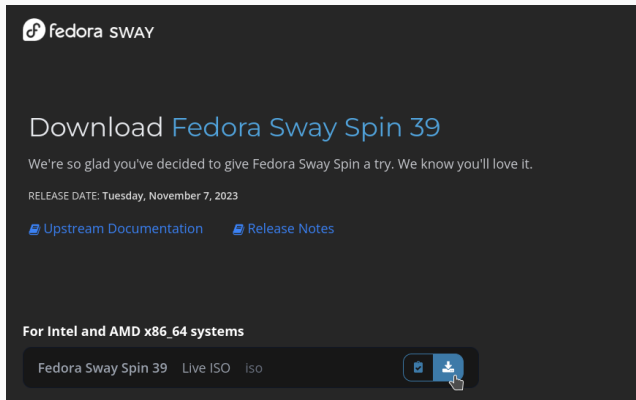 fedora SWAY
Download Fedora Sway Spin 39
We're so glad you've decided to give Fedora Sway Spin a try. We know you'll love it.
RELEASE DATE: Tuesday, November 7, 2023
Upstream Documentation Release Notes
For Intel and AMD x86_64 systems
Fedora Sway Spin 39 Live ISO iso